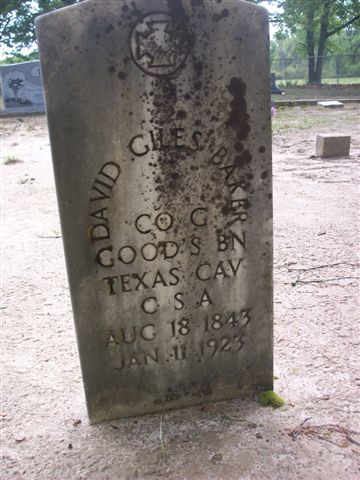 DAVID GILES BAKER
CO G
GOOD'S BN
TEXAS CAV
C S A
AUG 18 1843
JAN 11 1923